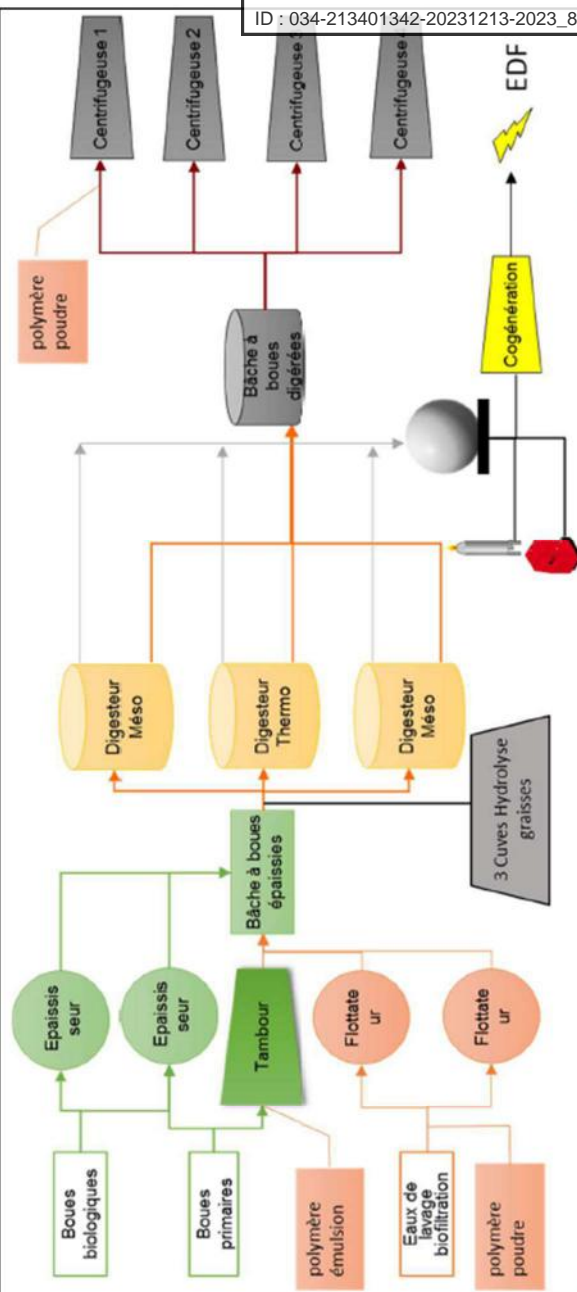 ID : 034-213401342-20231213-2023_8
Boues
biologiques
Boues
primaires
polymère
émulsion
Eaux de
lavage
biofiltration
polymère
poudre
Epaissis
seur
Epaissis
seur
Tambour
Flottate
ur
Flottate
ur
Bâche à boues
épaissies
3 Cuves Hydrolyse
graisses
Digesteur
Méso
Digesteur
Thermo
Digesteur
Méso
Bâche à
boues
digérées
polymère
poudre
Centrifugeuse 1
Centrifugeuse 2
Centrifugeuse 3
Centrifugeuse
Cogénération
EDF